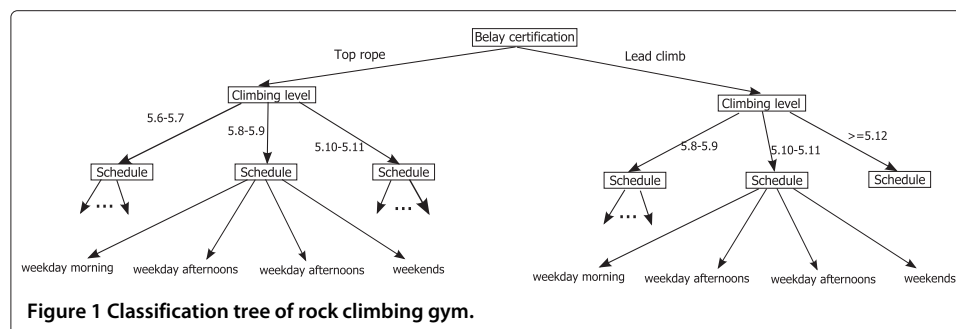 Belay certification
Top rope
Lead climb
Climbing level
Climbing level
5.6-5.7
5.8-5.9
5.10-5.11
5.8-5.9
5.10-5.11
>=5.12
Schedule
Schedule
Schedule
Schedule
Schedule
Schedule
...
...
...
weekday morning
weekday afternoons
weekday afternoons
weekends
weekday morning
weekday afternoons
weekday afternoons
weekends
Figure 1 Classification tree of rock climbing gym.